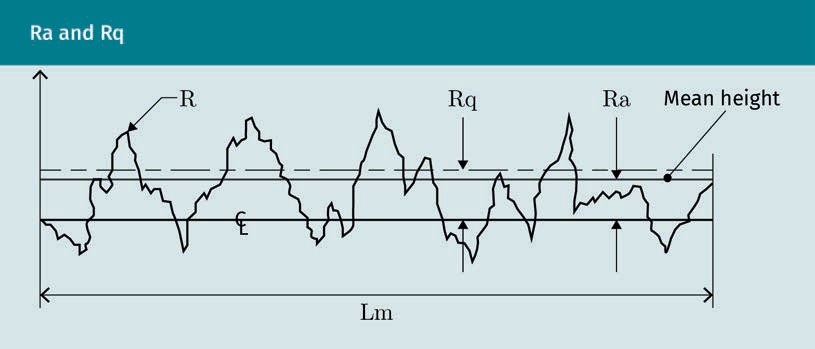 Ra and Rq
R
Rq
Ra
Mean height
℄
Lm